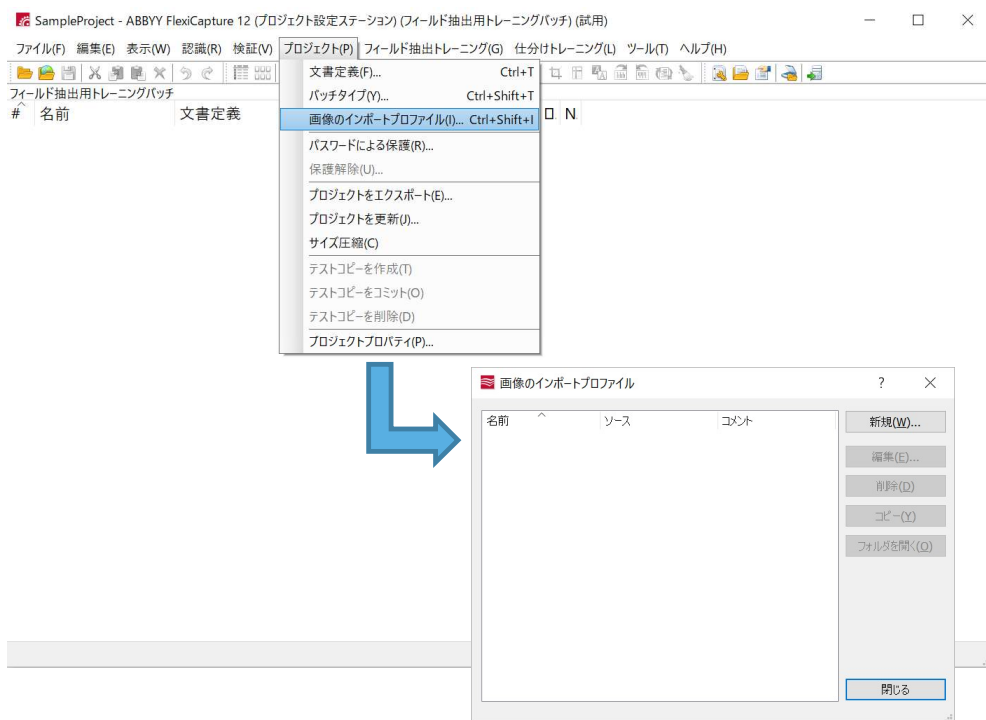 SampleProject - ABBYY FlexiCapture 12 (プロジェクト設定ステーション) (フィールド抽出用トレーニングバッチ) (試用)
ファイル(F) 編集(E) 表示(W) 認識(R) 検証(V) プロジェクト(P) フィールド抽出トレーニング(G) 仕分けトレーニング(L) ツール(T) ヘルプ(H)
フィールド抽出用トレーニングバッチ
# 名前 文書定義 ロ. N.
文書定義(F)... Ctrl+T
バッチタイプ(Y)... Ctrl+Shift+T
画像のインポートプロファイル(I)... Ctrl+Shift+I
パスワードによる保護(R)...
保護解除(U)...
プロジェクトをエクスポート(E)...
プロジェクトを更新(J)...
サイズ圧縮(C)
テストコピーを作成(T)
テストコピーをコミット(O)
テストコピーを削除(D)
プロジェクトプロパティ(P)...
画像のインポートプロファイル
名前 ソース コメント
新規(W)...
編集(E)...
削除(D)
コピー(Y)
フォルダを開く(O)
閉じる